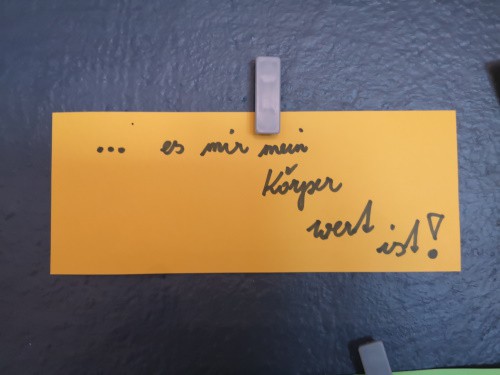 ... es mir mein
Körper
wert
ist!